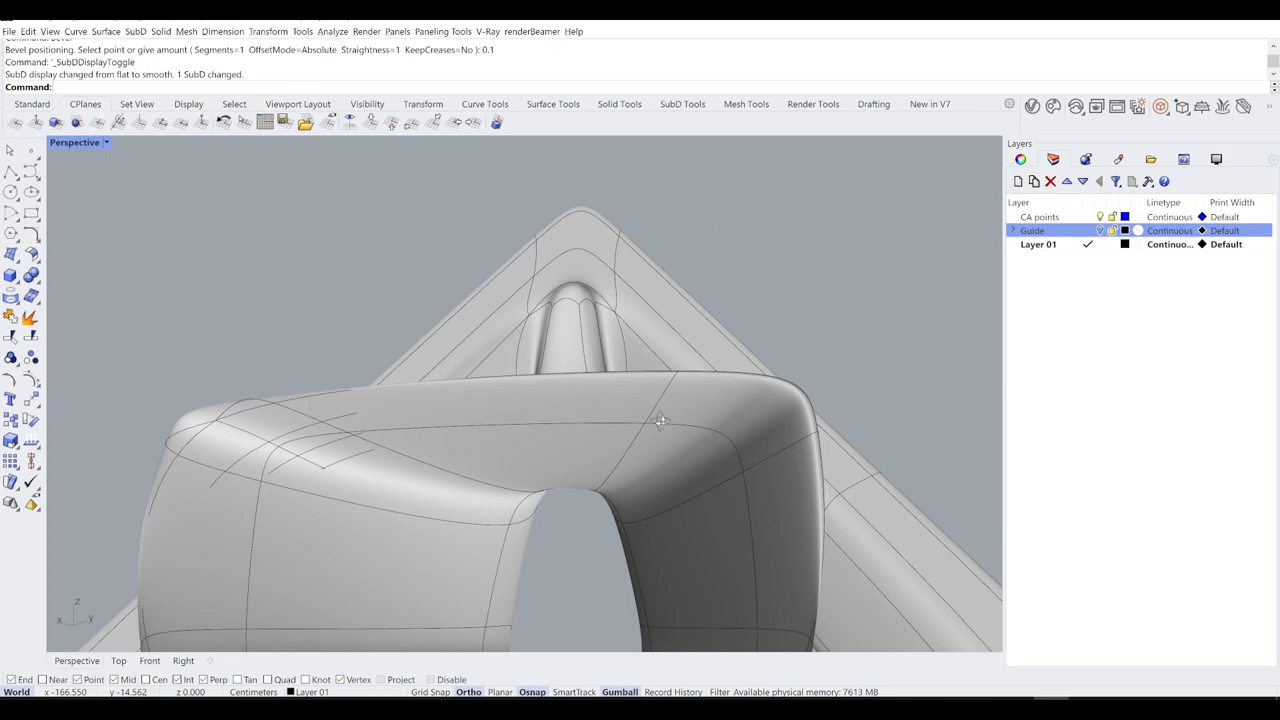 File Edit View Curve Surface SubD Solid Mesh Dimension Transform Tools Analyze Render Panels Paneling Tools V-Ray renderBeamer Help
Bevel positioning. Select point or give amount ( Segments=1 OffsetMode=Absolute Straightness=1 KeepCreases=No ): 0.1
Command: '_SubDDisplayToggle
SubD display changed from flat to smooth. 1 SubD changed.
Command:
Standard CPlanes Set View Display Select Viewport Layout Visibility Transform Curve Tools Surface Tools Solid Tools SubD Tools Mesh Tools Render Tools Drafting New in V7
Perspective
Layers
Layer Linetype Print Width
CA points Continuous Default
Guide Continuous Default
Layer 01 Continuo... Default
z
x y
Perspective Top Front Right
End Near Point Mid Cen Int Perp Tan Quad Knot Vertex Project Disable
World x -166.550 y -14.562 z 0.000 Centimeters Layer 01 Grid Snap Ortho Planar Osnap SmartTrack Gumball Record History Filter Available physical memory: 7613 MB